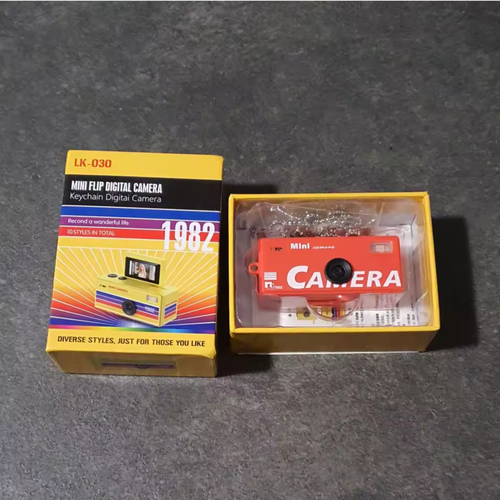 LK-030
MINI FLIP DIGITAL CAMERA
Keychain Digital Camera
Record a wonderful life
10 STYLES IN TOTAL
1982
DIVERSE STYLES, JUST FOR THOSE YOU LIKE
Mini camera
CAMERA